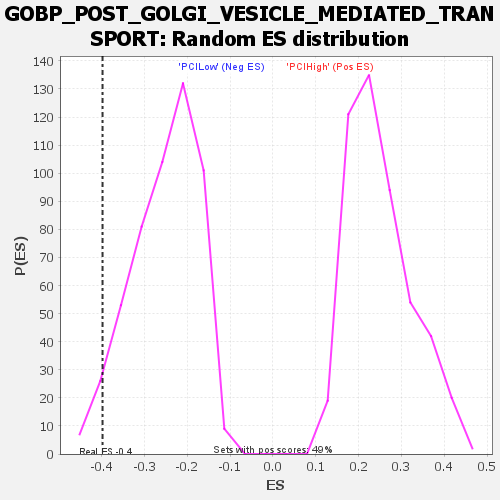 GOBP_POST_GOLGI_VESICLE_MEDIATED_TRAN
SPORT: Random ES distribution
'PCILow' (Neg ES)
'PCIHigh' (Pos ES)
140
130
120
110
100
90
80
70
60
50
40
30
20
10
0
P(ES)
Real ES -0.4
Sets with pos scores: 49%
-0.4 -0.3 -0.2 -0.1 0.0 0.1 0.2 0.3 0.4 0.5
ES